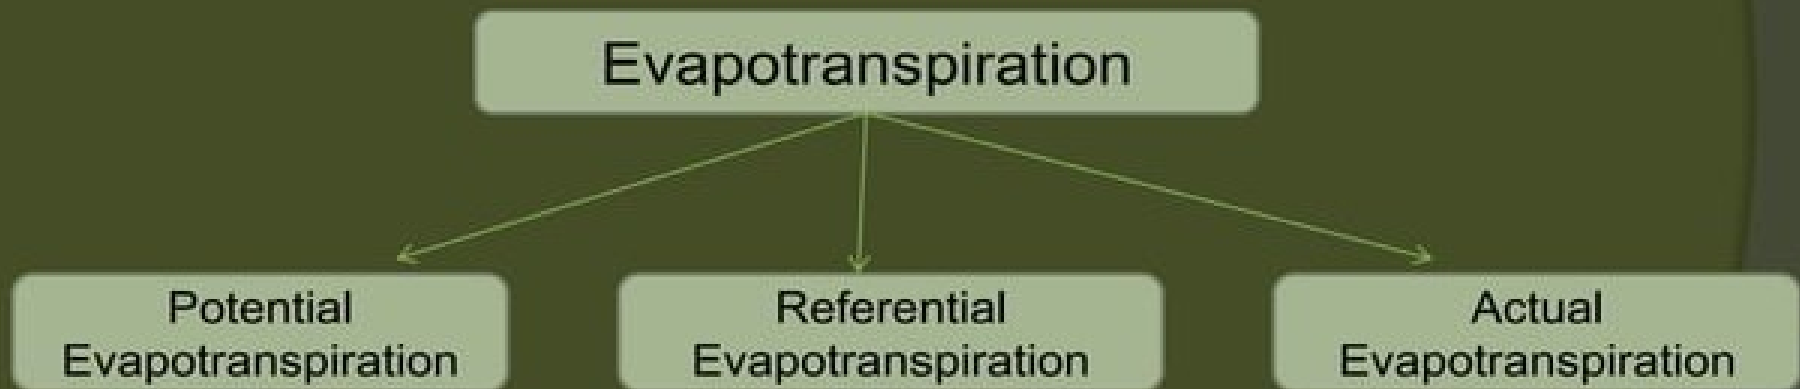 Evapotranspiration
Potential
Evapotranspiration
Referential
Evapotranspiration
Actual
Evapotranspiration